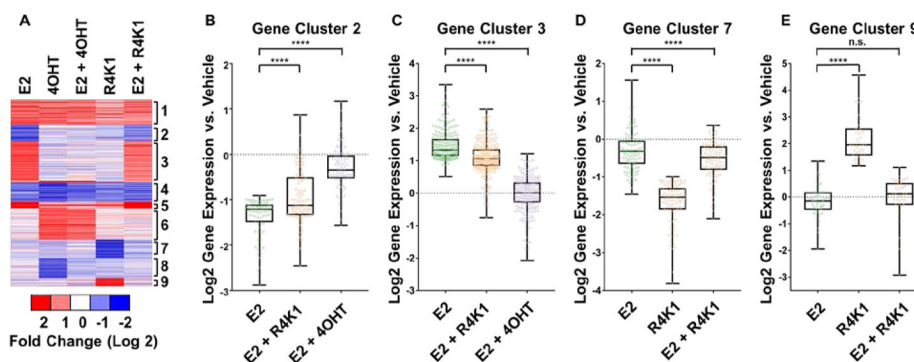 A
E2
4OHT
E2 + 4OHT
R4K1
E2 + R4K1
1
2
3
4
5
6
7
8
9
2 1 0 -1 -2
Fold Change (Log 2)
B
Gene Cluster 2
****
****
Log2 Gene Expression vs. Vehicle
2
1
0
-1
-2
-3
E2
E2 + R4K1
E2 + 4OHT
C
Gene Cluster 3
****
****
Log2 Gene Expression vs. Vehicle
4
3
2
1
0
-1
-2
-3
E2
E2 + R4K1
E2 + 4OHT
D
Gene Cluster 7
****
****
Log2 Gene Expression vs. Vehicle
2
1
0
-1
-2
-3
-4
E2
R4K1
E2 + R4K1
E
Gene Cluster 9
n.s.
****
Log2 Gene Expression vs. Vehicle
5
4
3
2
1
0
-1
-2
-3
E2
R4K1
E2 + R4K1